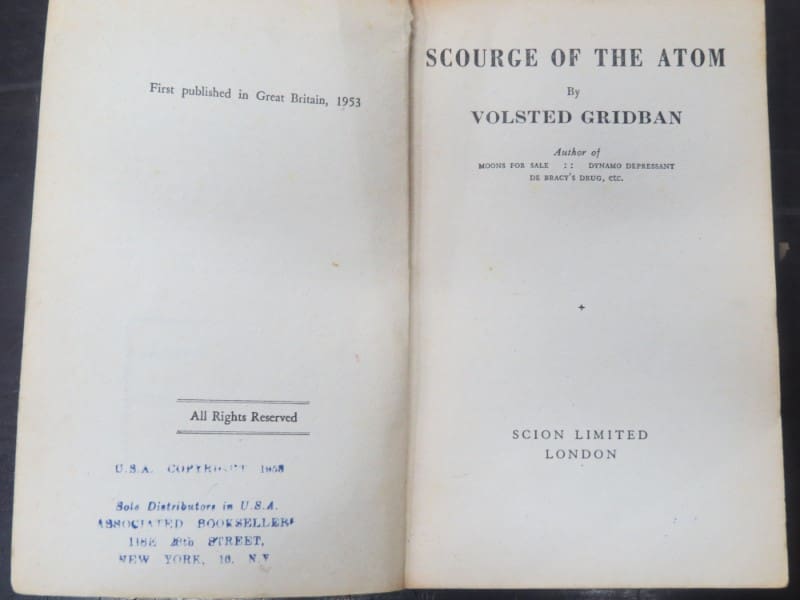 First published in Great Britain, 1953
All Rights Reserved
U.S.A. COPYRIGHT
Sole Distributors in U.S.A.
ASSOCIATED BOOKSELLERS
STREET,
NEW YORK, 16. N.Y
SCOURGE OF THE ATOM
By
VOLSTED GRIDBAN
Author of
MOONS FOR SALE :: DYNAMO DEPRESSANT
DE BRACY'S DRUG, etc.
+
SCION LIMITED
LONDON